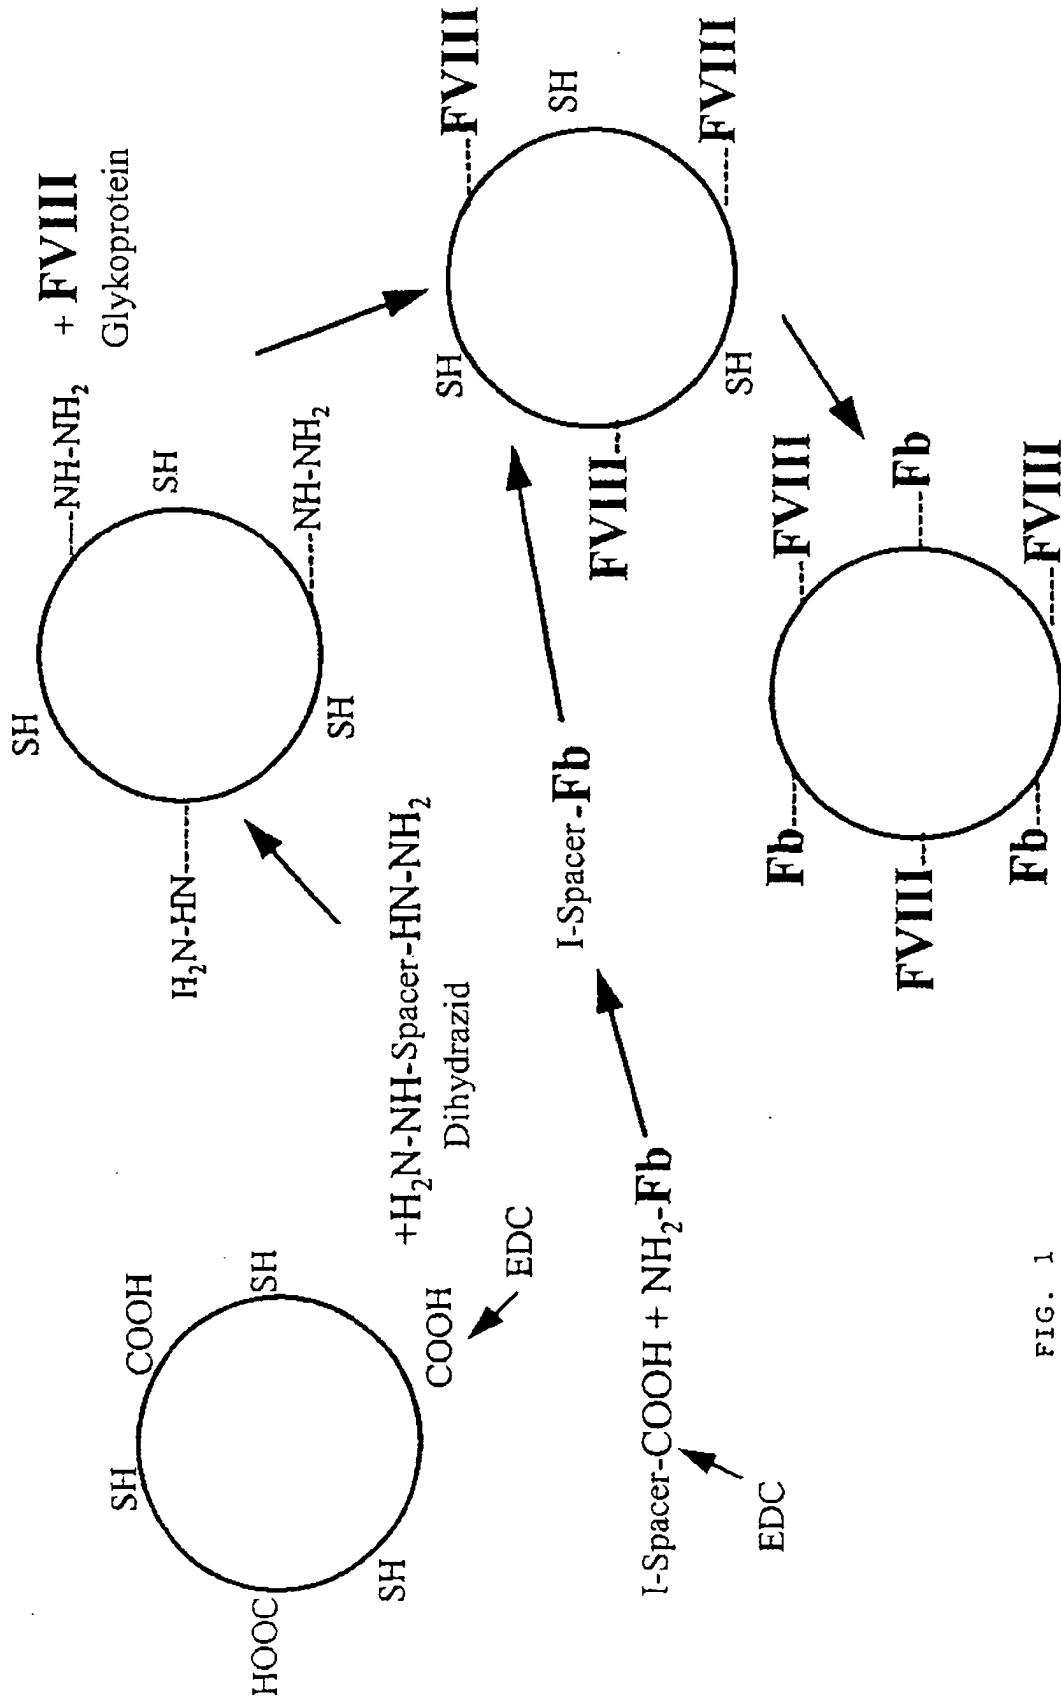 COOH
SH
SH
HOOC
SH
COOH
EDC
+H₂N-NH-Spacer-HN-NH₂
Dihydrazid
SH
NH-NH₂
SH
H₂N-HN
SH
NH-NH₂
+ FVIII
Glykoprotein
I-Spacer-COOH + NH₂-Fb
EDC
I-Spacer-Fb
SH
FVIII
SH
FVIII
SH
FVIII
Fb
FVIII
Fb
FVIII
Fb
FVIII
FIG. 1